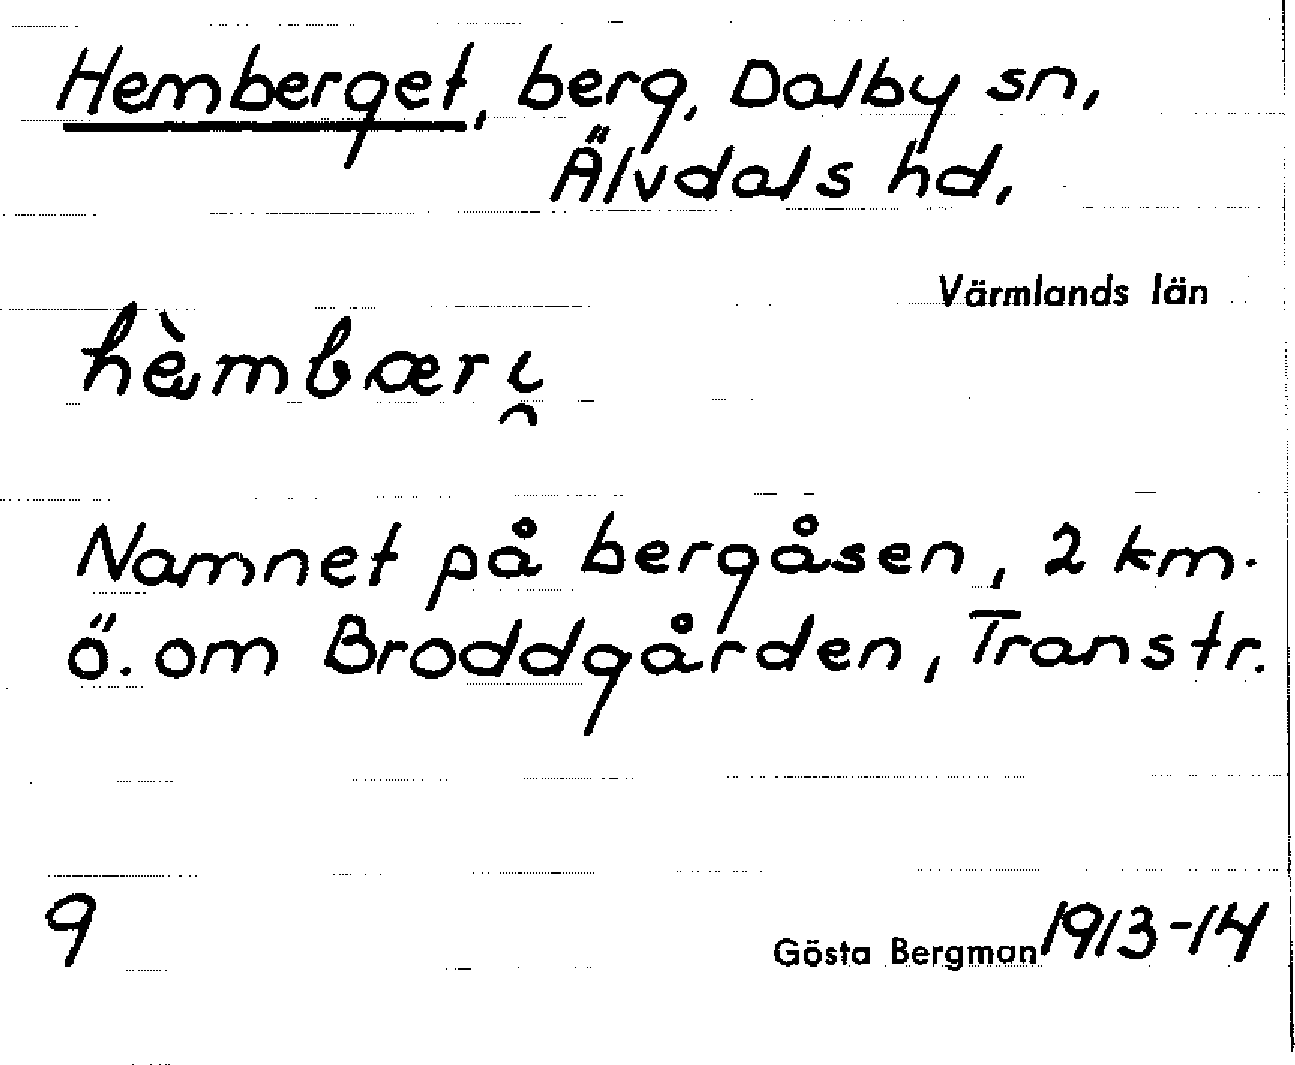 Hemberget, berg, Dalby sn,
Älvdals hd,
Värmlands län
hèmbæri̯
Namnet på bergåsen, 2 km.
ö. om Broddgården, Transtr.
9
Gösta Bergman 1913-14